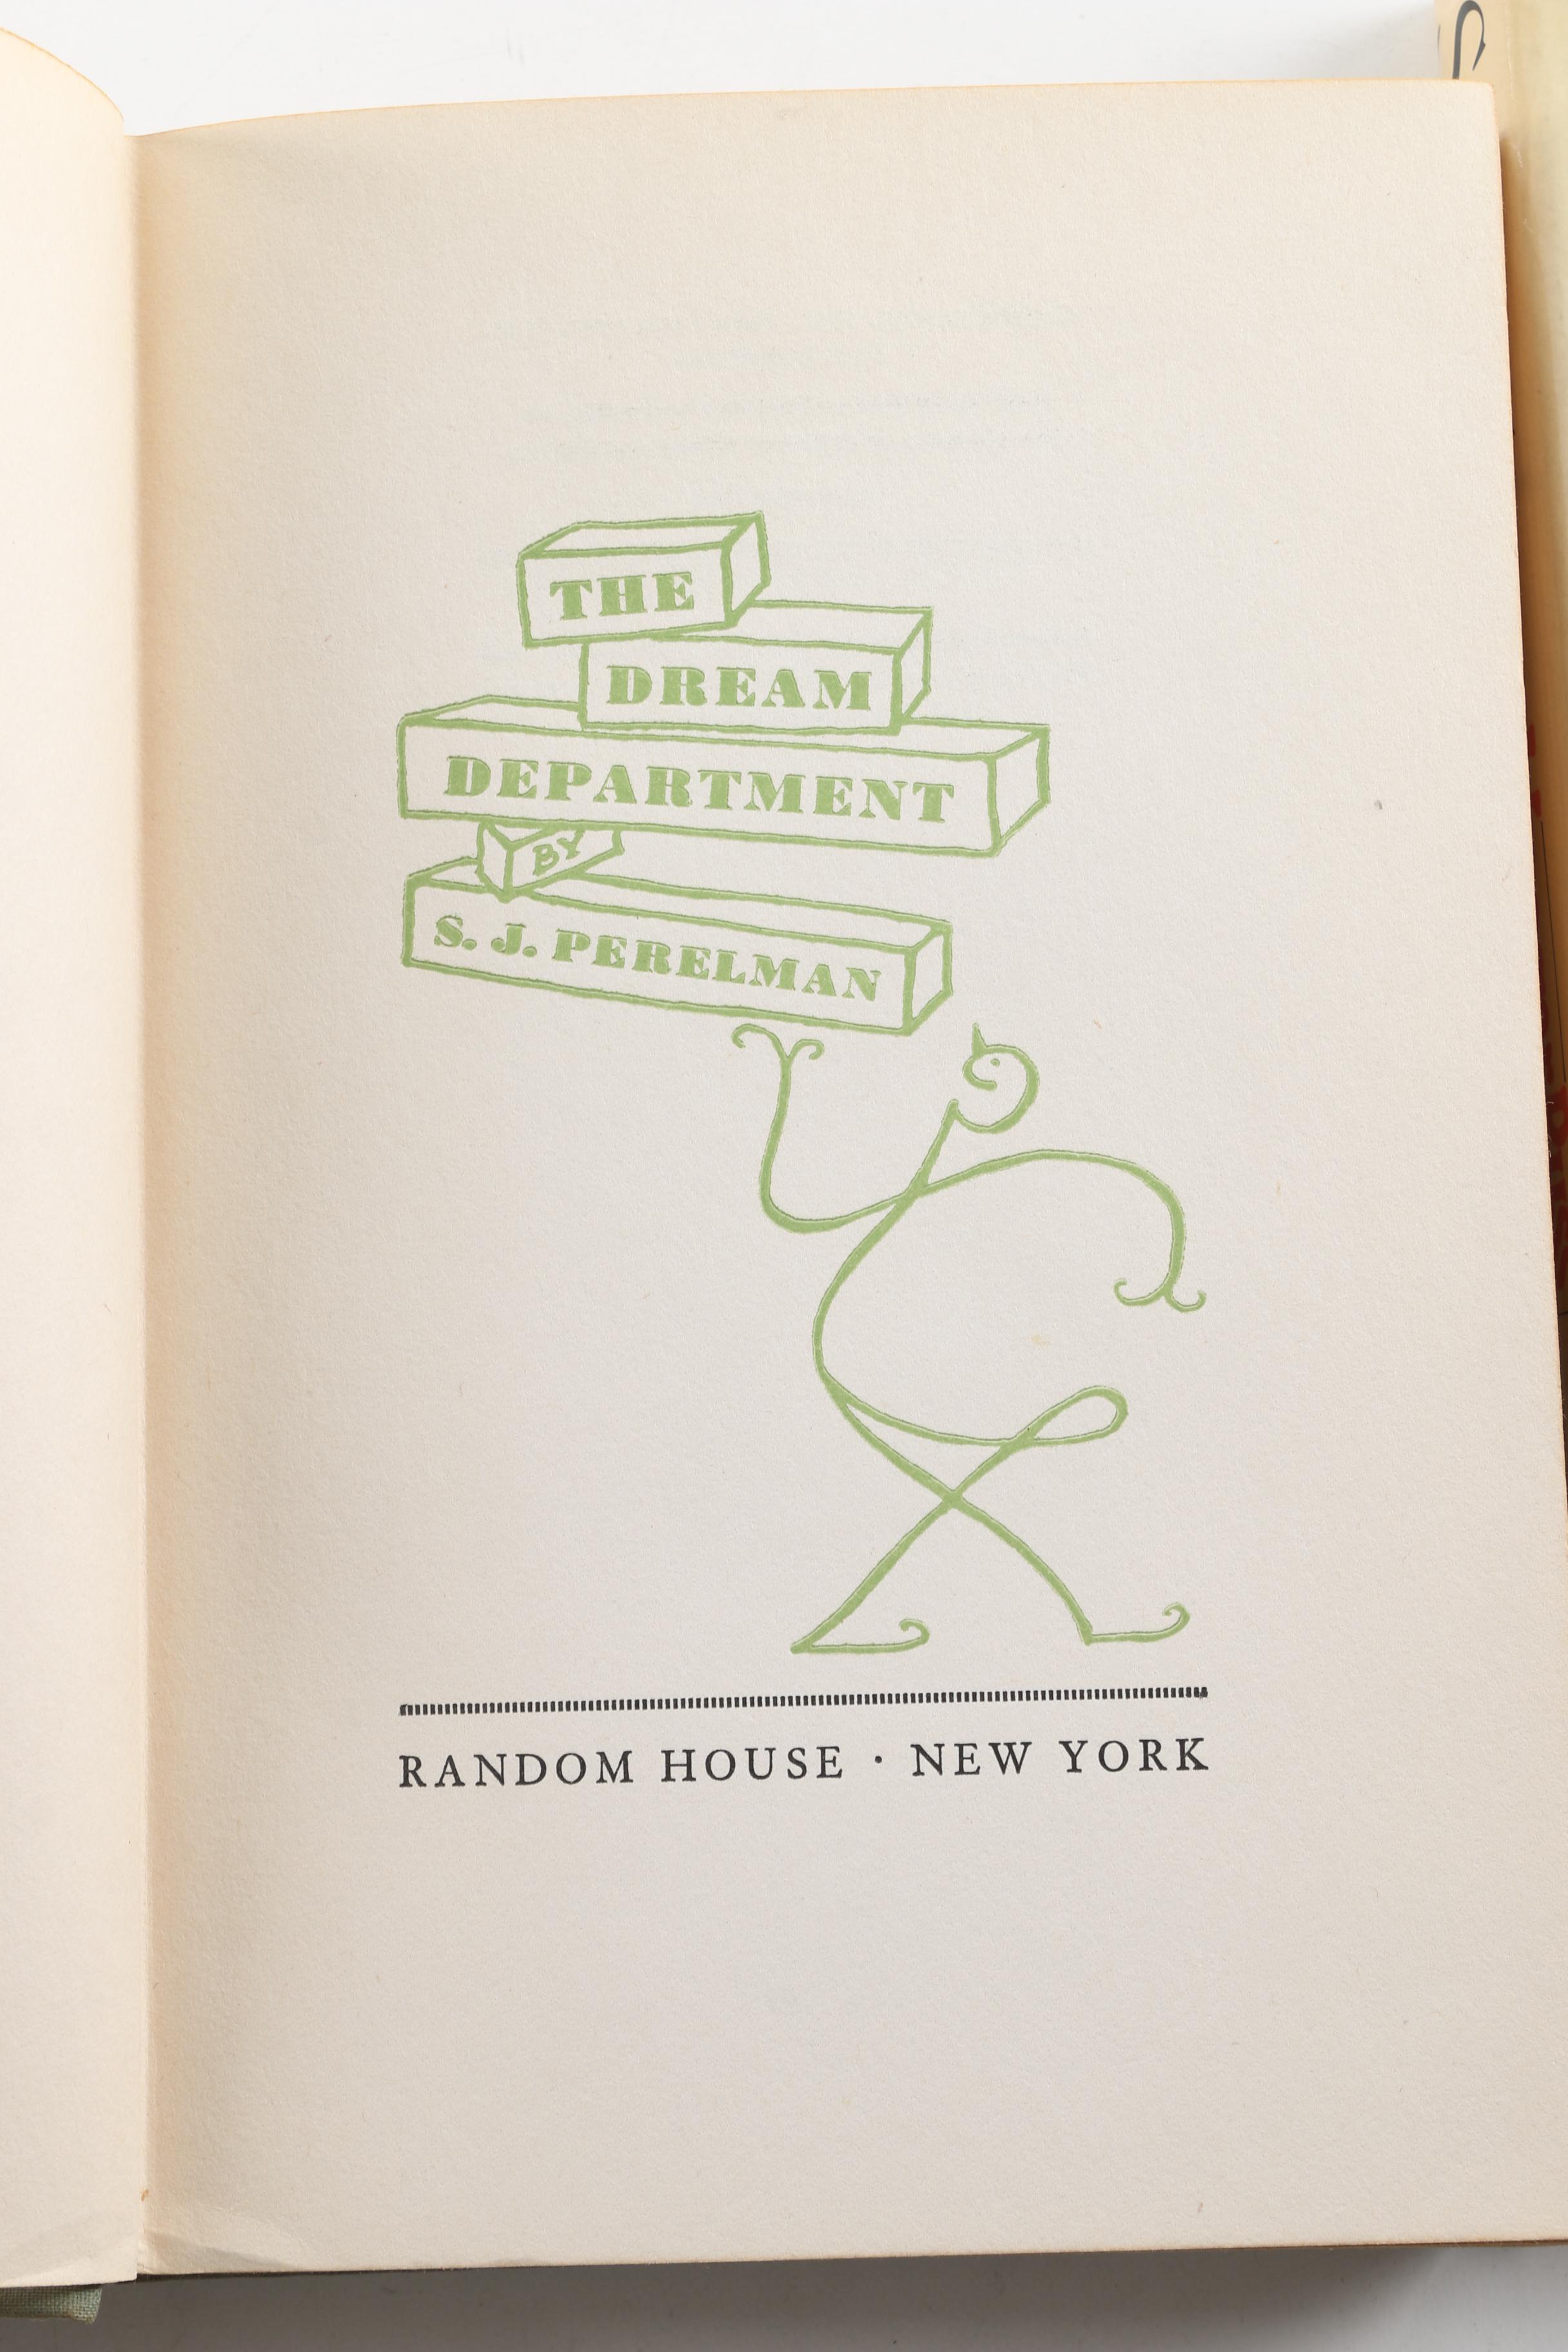 THE
DREAM
DEPARTMENT
BY
S. J. PERELMAN
RANDOM HOUSE · NEW YORK